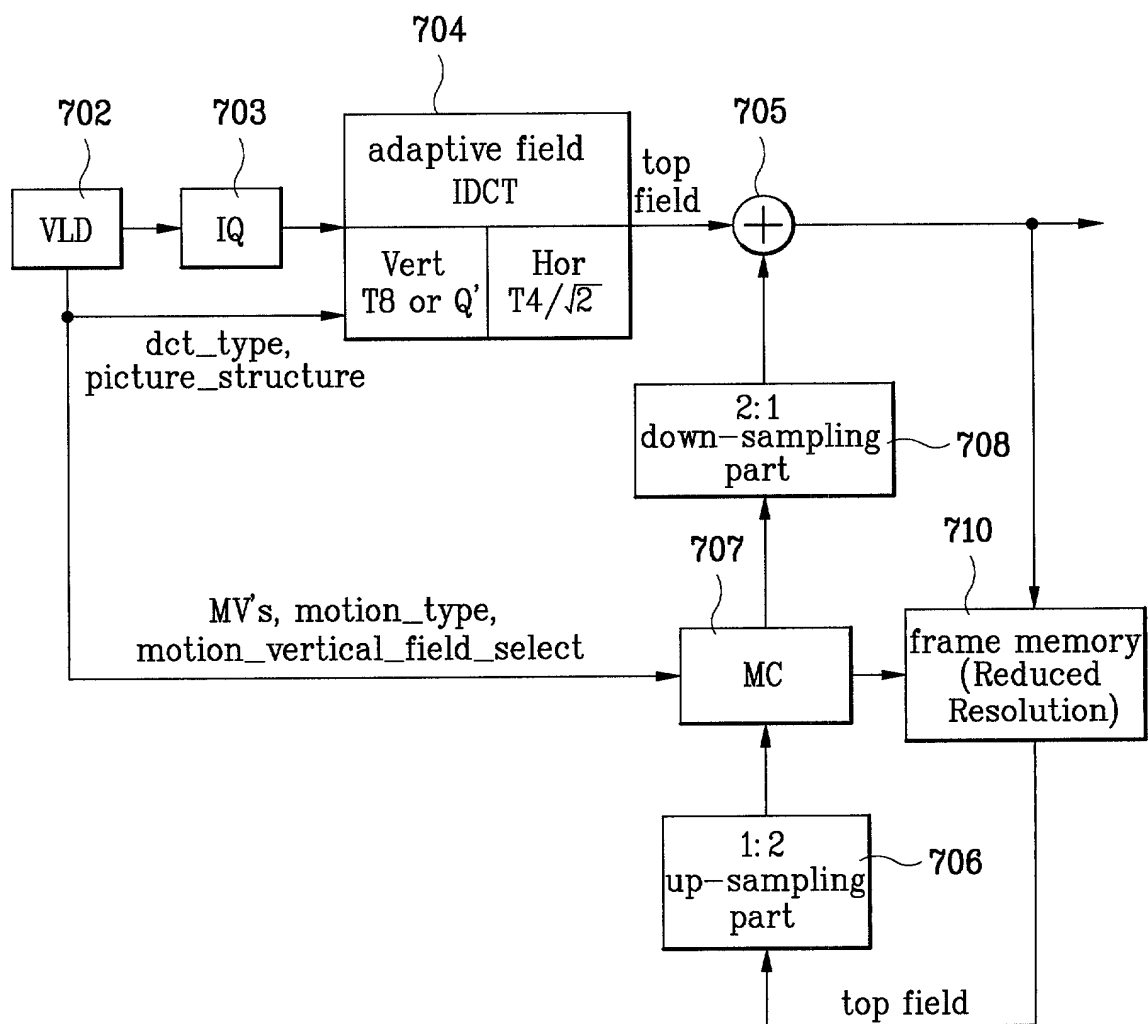 704
702
703
705
adaptive field
IDCT
top
field
VLD
IQ
Vert
T8 or Q'
Hor
T4/√2
dct_type,
picture_structure
2:1
down-sampling
part
708
707
710
MV's, motion_type,
motion_vertical_field_select
MC
frame memory
(Reduced
Resolution)
1:2
up-sampling
part
706
top field